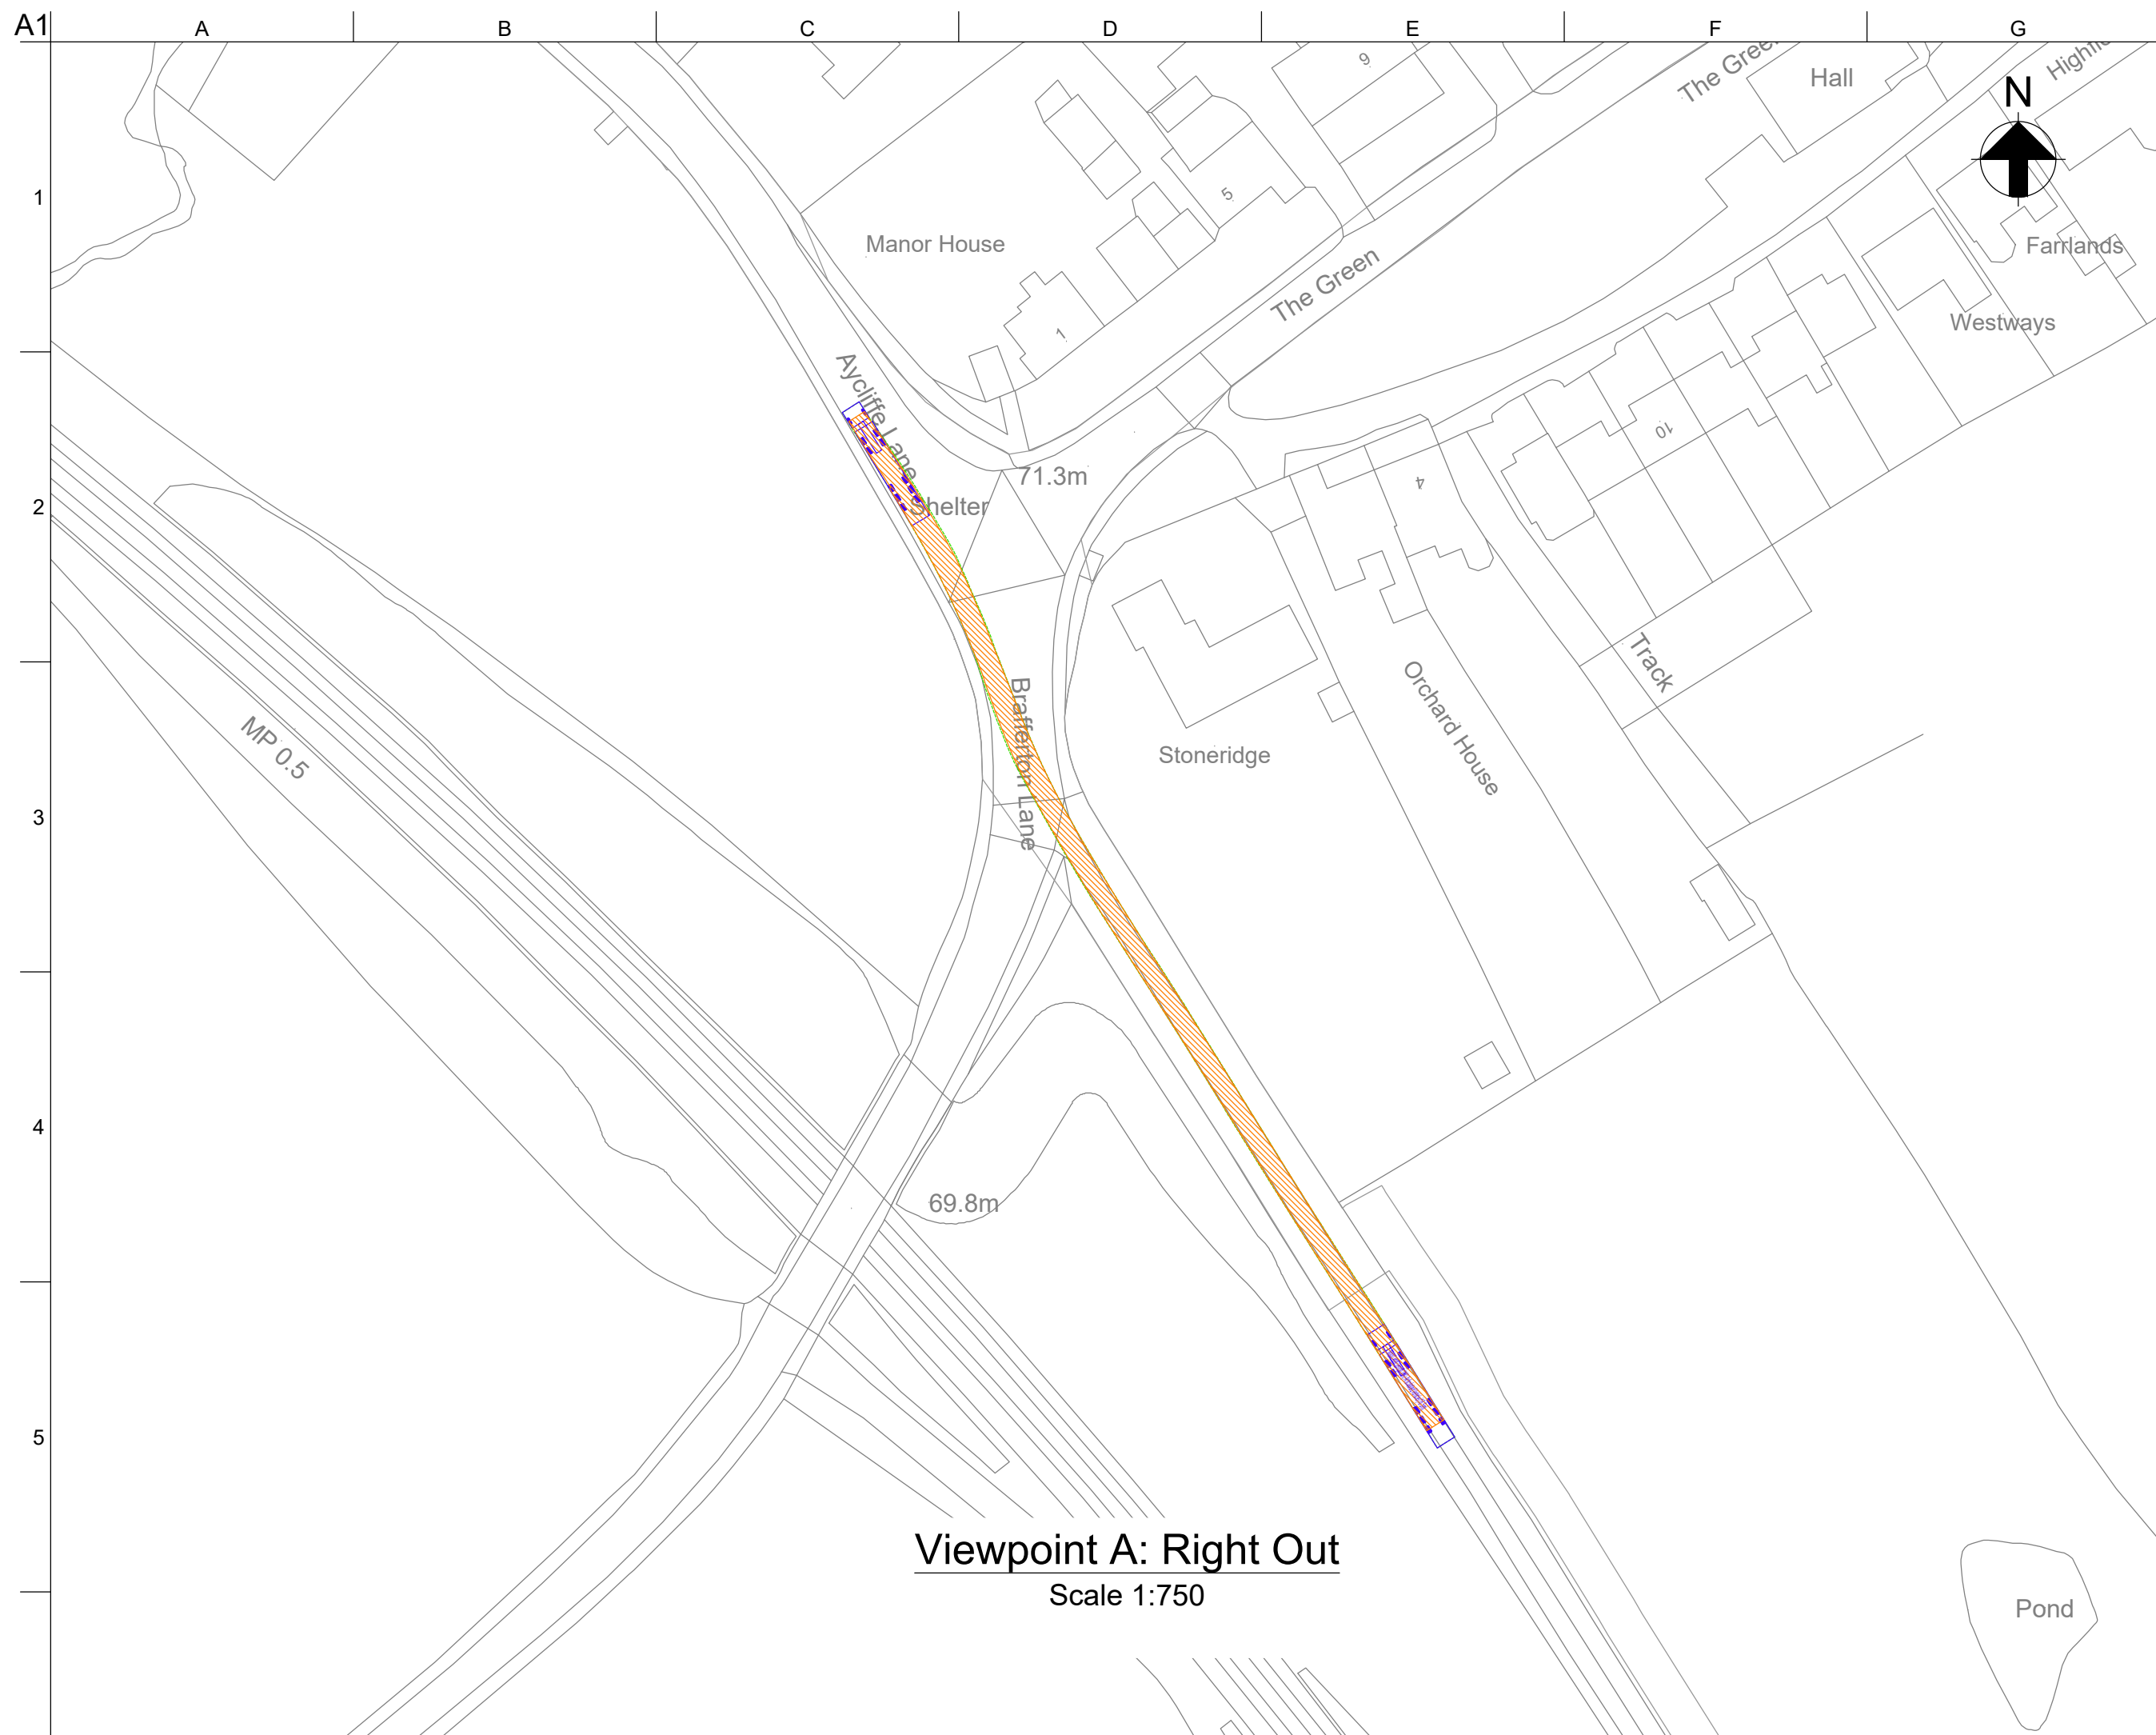 A1
A
B
C
D
E
F
G
N
1
2
3
4
5
The Green
Hall
9
5
Manor House
The Green
1
Farrlands
Westways
Aycliffe Lane
71.3m
Shelter
4
10
Track
Orchard House
Brafferton Lane
Stoneridge
MP 0.5
69.8m
Viewpoint A: Right Out
Scale 1:750
Pond